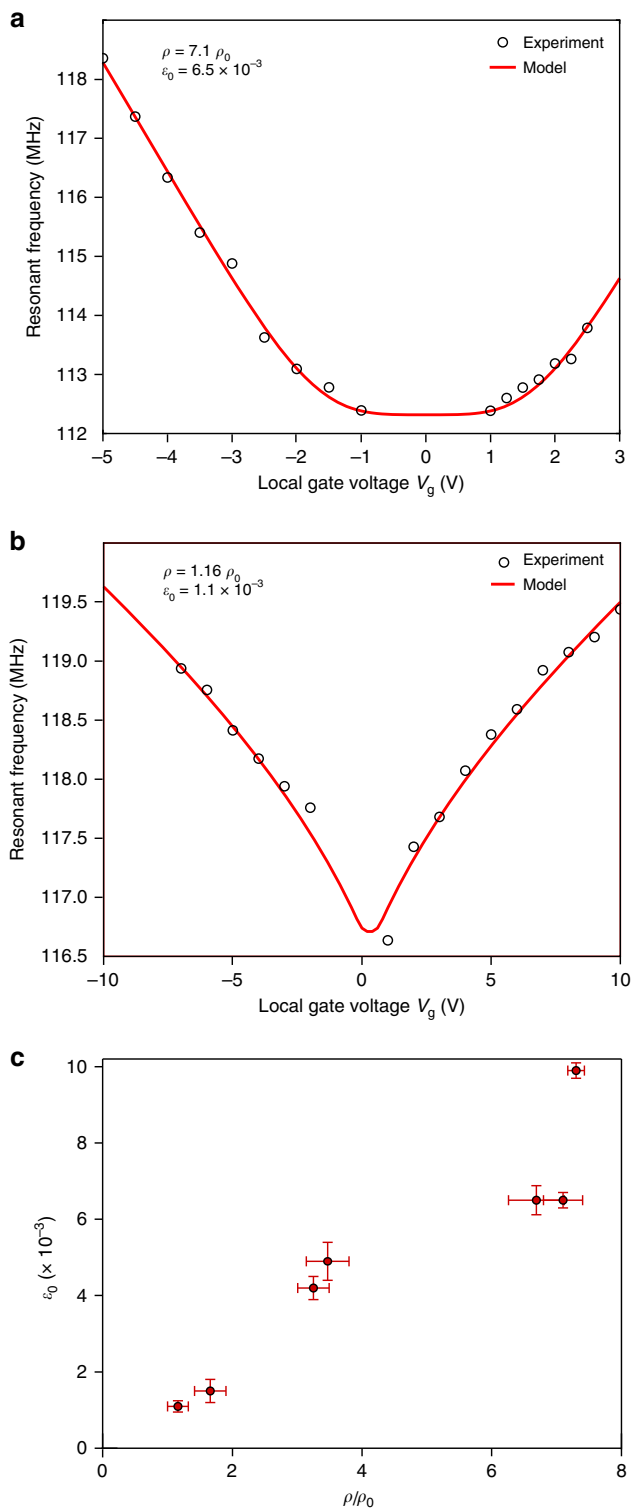 a
ρ = 7.1 ρ₀
ε₀ = 6.5 × 10⁻³
Experiment
Model
118
117
116
115
114
113
112
Resonant frequency (MHz)
–5 –4 –3 –2 –1 0 1 2 3
Local gate voltage Vg (V)
b
ρ = 1.16 ρ₀
ε₀ = 1.1 × 10⁻³
Experiment
Model
119.5
119.0
118.5
118.0
117.5
117.0
116.5
Resonant frequency (MHz)
–10 –5 0 5 10
Local gate voltage Vg (V)
c
10
8
6
4
2
0
ε₀ (× 10⁻³)
0 2 4 6 8
ρ/ρ₀